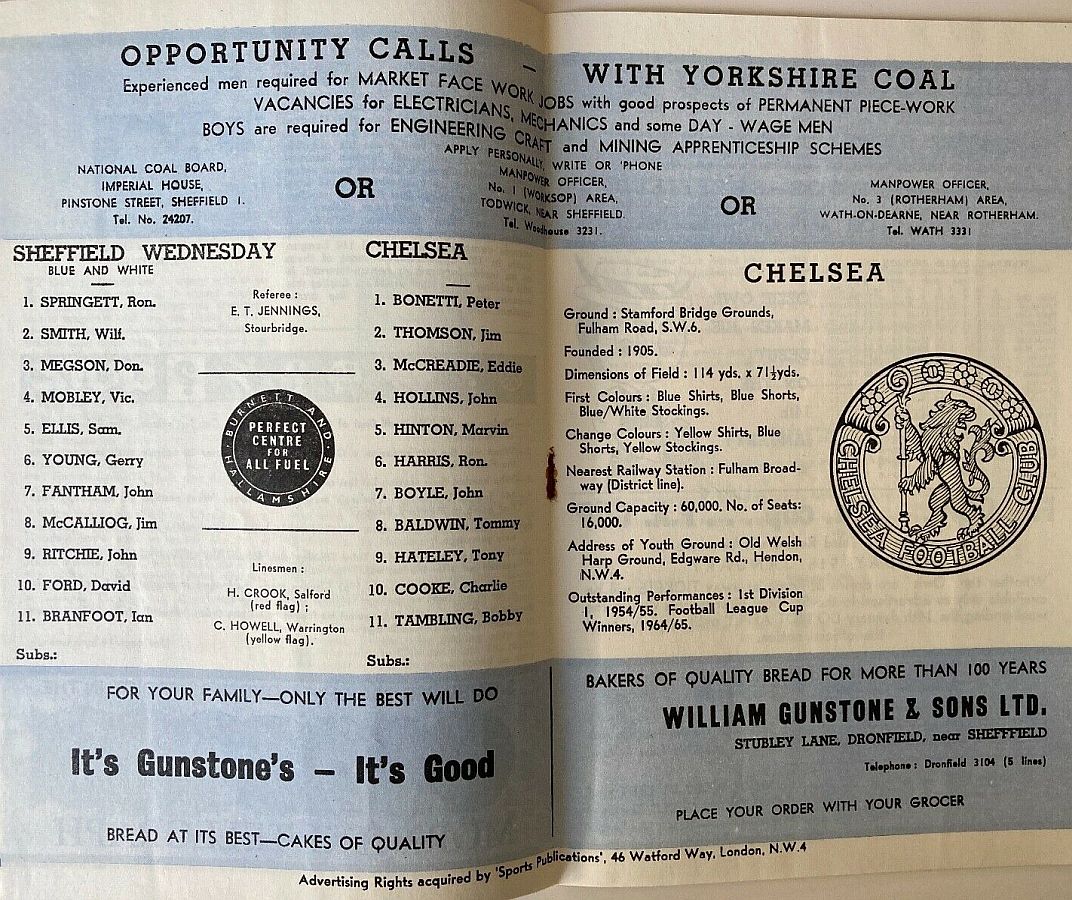 OPPORTUNITY CALLS — WITH YORKSHIRE COAL
Experienced men required for MARKET FACE WORK JOBS with good prospects of PERMANENT PIECE-WORK
VACANCIES for ELECTRICIANS, MECHANICS and some DAY - WAGE MEN
BOYS are required for ENGINEERING CRAFT and MINING APPRENTICESHIP SCHEMES
APPLY PERSONALLY, WRITE OR 'PHONE
NATIONAL COAL BOARD,
IMPERIAL HOUSE,
PINSTONE STREET, SHEFFIELD 1.
Tel. No. 24207.
OR
MANPOWER OFFICER,
No. 1 (WORKSOP) AREA,
TODWICK, NEAR SHEFFIELD.
Tel. Woodhouse 3231.
OR
MANPOWER OFFICER,
No. 3 (ROTHERHAM) AREA,
WATH-ON-DEARNE, NEAR ROTHERHAM.
Tel. WATH 3331
SHEFFIELD WEDNESDAY
BLUE AND WHITE
1. SPRINGETT, Ron.
2. SMITH, Wilf.
3. MEGSON, Don.
4. MOBLEY, Vic.
5. ELLIS, Sam.
6. YOUNG, Gerry
7. FANTHAM, John
8. McCALLIOG, Jim
9. RITCHIE, John
10. FORD, David
11. BRANFOOT, Ian
Subs.:
Referee :
E. T. JENNINGS,
Stourbridge.
BURNETT AND HALLAMSHIRE
PERFECT
CENTRE
FOR
ALL FUEL
Linesmen :
H. CROOK, Salford
(red flag) ;
C. HOWELL, Warrington
(yellow flag).
CHELSEA
1. BONETTI, Peter
2. THOMSON, Jim
3. McCREADIE, Eddie
4. HOLLINS, John
5. HINTON, Marvin
6. HARRIS, Ron.
7. BOYLE, John
8. BALDWIN, Tommy
9. HATELEY, Tony
10. COOKE, Charlie
11. TAMBLING, Bobby
Subs.:
CHELSEA
Ground : Stamford Bridge Grounds,
Fulham Road, S.W.6.
Founded : 1905.
Dimensions of Field : 114 yds. x 71½yds.
First Colours : Blue Shirts, Blue Shorts,
Blue/White Stockings.
Change Colours : Yellow Shirts, Blue
Shorts, Yellow Stockings.
Nearest Railway Station : Fulham Broad-
way (District line).
Ground Capacity : 60,000. No. of Seats:
16,000.
Address of Youth Ground : Old Welsh
Harp Ground, Edgware Rd., Hendon,
N.W.4.
Outstanding Performances : 1st Division
1, 1954/55. Football League Cup
Winners, 1964/65.
CHELSEA FOOTBALL CLUB
FOR YOUR FAMILY—ONLY THE BEST WILL DO
It's Gunstone's – It's Good
BREAD AT ITS BEST—CAKES OF QUALITY
BAKERS OF QUALITY BREAD FOR MORE THAN 100 YEARS
WILLIAM GUNSTONE & SONS LTD.
STUBLEY LANE, DRONFIELD, near SHEFFFIELD
Telephone : Dronfield 3104 (5 lines)
PLACE YOUR ORDER WITH YOUR GROCER
Advertising Rights acquired by 'Sports Publications', 46 Watford Way, London, N.W.4